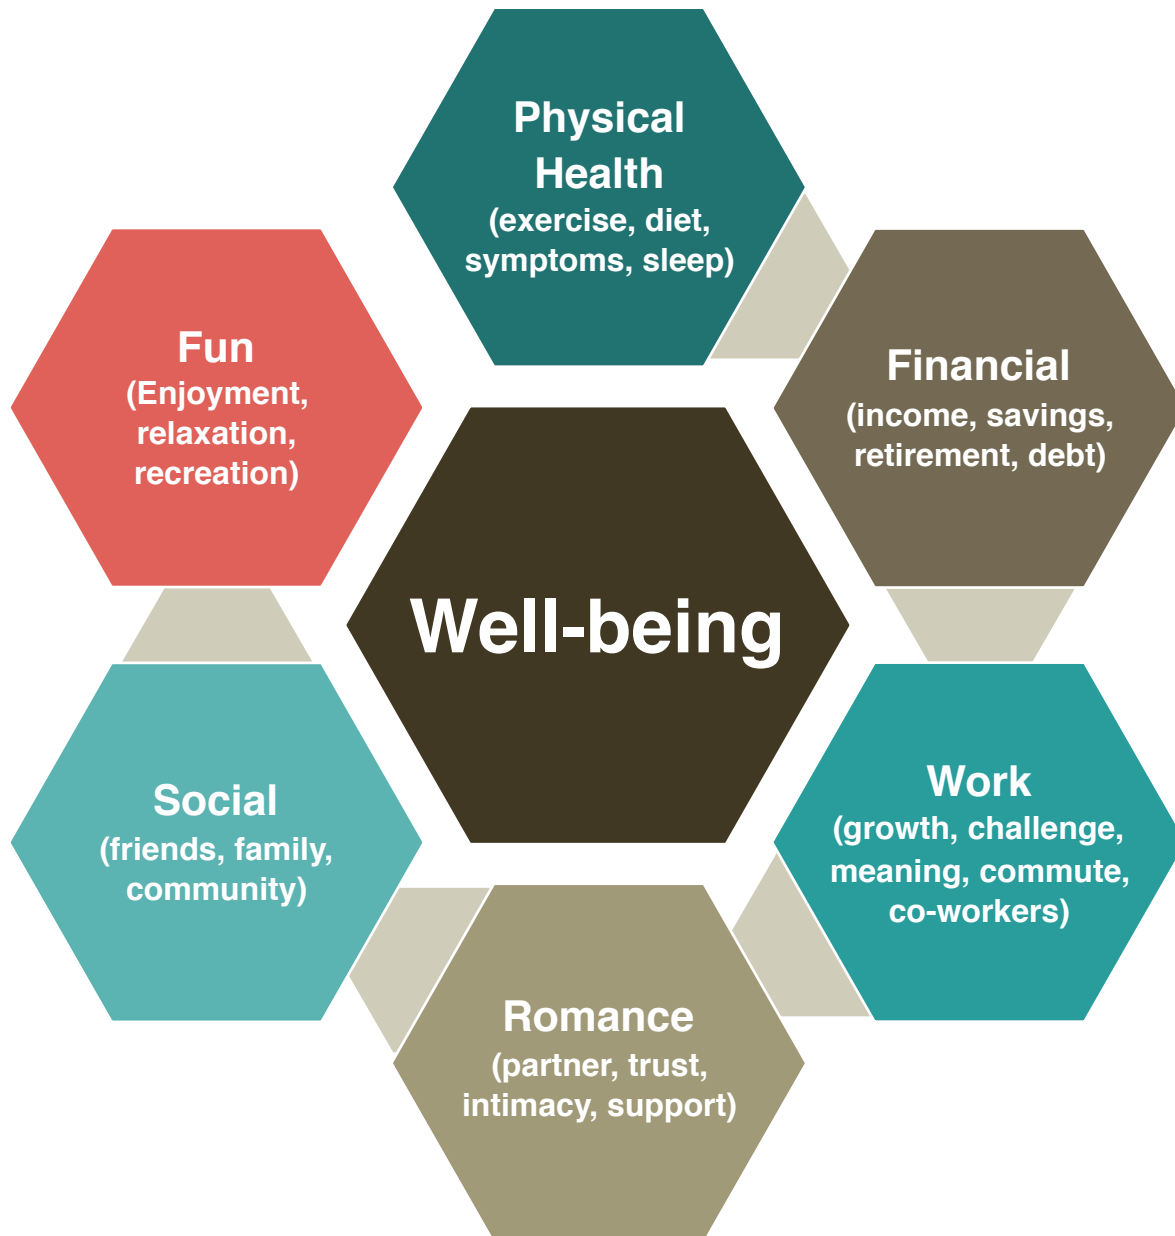 Physical
Health
(exercise, diet,
symptoms, sleep)
Fun
(Enjoyment,
relaxation,
recreation)
Financial
(income, savings,
retirement, debt)
Well-being
Social
(friends, family,
community)
Work
(growth, challenge,
meaning, commute,
co-workers)
Romance
(partner, trust,
intimacy, support)